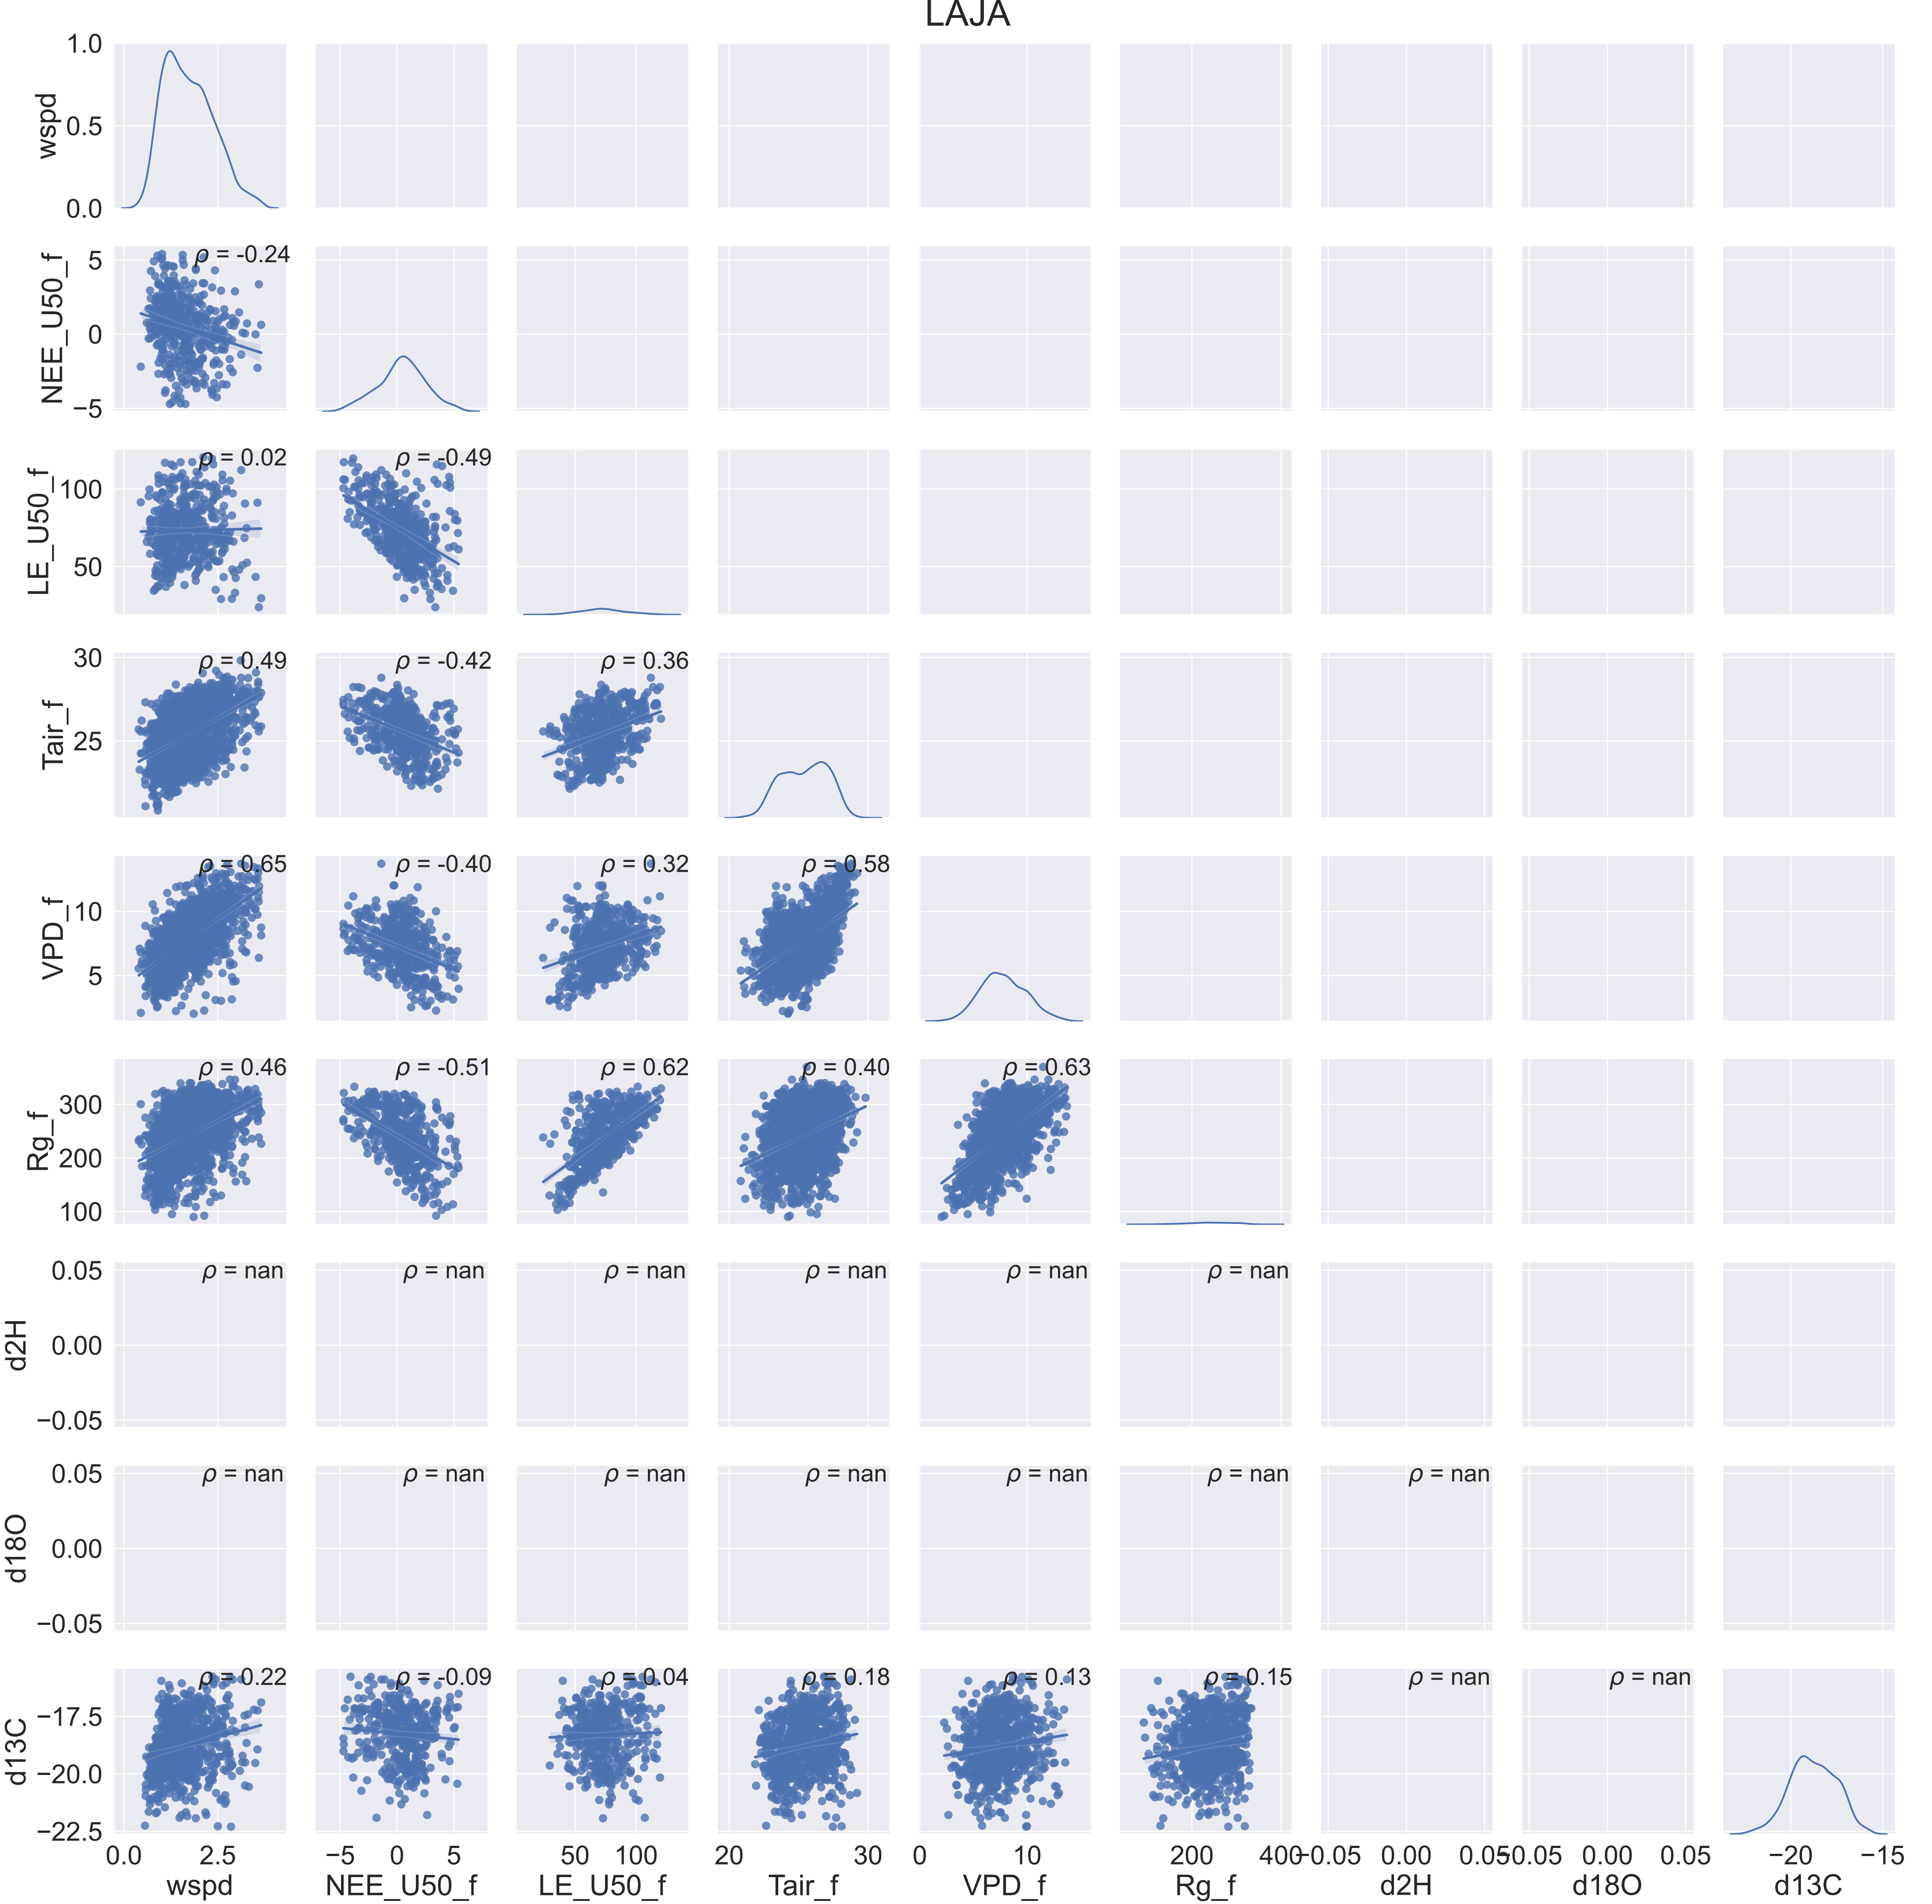 LAJA
1.0
0.5
0.0
wspd
5
0
−5
NEE_U50_f
ρ = -0.24
100
50
LE_U50_f
ρ = 0.02
ρ = -0.49
30
25
Tair_f
ρ = 0.49
ρ = -0.42
ρ = 0.36
10
5
VPD_f
ρ = 0.65
ρ = -0.40
ρ = 0.32
ρ = 0.58
300
200
100
Rg_f
ρ = 0.46
ρ = -0.51
ρ = 0.62
ρ = 0.40
ρ = 0.63
0.05
0.00
−0.05
d2H
ρ = nan
ρ = nan
ρ = nan
ρ = nan
ρ = nan
ρ = nan
0.05
0.00
−0.05
d18O
ρ = nan
ρ = nan
ρ = nan
ρ = nan
ρ = nan
ρ = nan
ρ = nan
−17.5
−20.0
−22.5
d13C
ρ = 0.22
ρ = -0.09
ρ = 0.04
ρ = 0.18
ρ = 0.13
ρ = 0.15
ρ = nan
ρ = nan
0.0 2.5
−5 0 5
50 100
20 30
0 10
200 400
−0.05 0.00 0.05
−0.05 0.00 0.05
−20 −15
wspd
NEE_U50_f
LE_U50_f
Tair_f
VPD_f
Rg_f
d2H
d18O
d13C